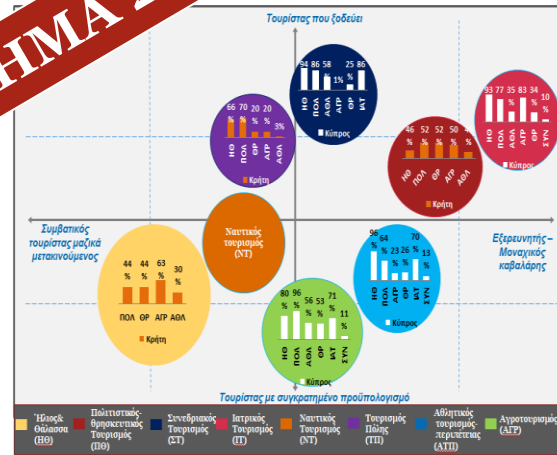 ΗΜΑ
Τουρίστας που ξοδεύει
94 86 58 1% 25 86
% % % % %
ΗΘ ΠΟΛ ΑΘΛ ΑΓΡ ΘΡ ΙΑΤ
Κύπρος
66 70 20 20 3%
% % % %
ΗΘ ΠΟΛ ΘΡ ΑΓΡ ΑΘΛ
Κρήτη
93 77 35 83 34 10
% % % % % %
ΗΘ ΠΟΛ ΑΘΛ ΑΓΡ ΘΡ ΣΥΝ
Κύπρος
46 52 52 50
% % % %
ΗΘ ΠΟΛ ΘΡ ΑΓΡ ΑΘΛ
Κρήτη
Συμβατικός
τουρίστας μαζικά
μετακινούμενος
Ναυτικός
τουρισμός
(ΝΤ)
Εξερευνητής –
Μοναχικός
καβαλάρης
44 44 63 30
% % % %
ΠΟΛ ΘΡ ΑΓΡ ΑΘΛ
Κρήτη
96 64 23 26 70 13
% % % % % %
ΗΘ ΠΟΛ ΑΓΡ ΘΡ ΙΑΤ ΣΥΝ
Κύπρος
80 96 56 53 71 11
% % % % % %
ΗΘ ΠΟΛ ΑΘΛ ΘΡ ΙΑΤ ΣΥΝ
Κύπρος
Τουρίστας με συγκρατημένο προϋπολογισμό
Ήλιος&
Θάλασσα
(ΗΘ)
Πολιτιστικός-
θρησκευτικός
Τουρισμός
(ΠΘ)
Συνεδριακός
Τουρισμός
(ΣΤ)
Ιατρικός
Τουρισμός
(ΙΤ)
Ναυτικός
Τουρισμός
(ΝΤ)
Τουρισμός
Πόλης
(ΤΠ)
Αθλητικός
τουρισμός-
περιπέτειας
(ΑΤΠ)
Αγροτουρισμός
(ΑΓΡ)